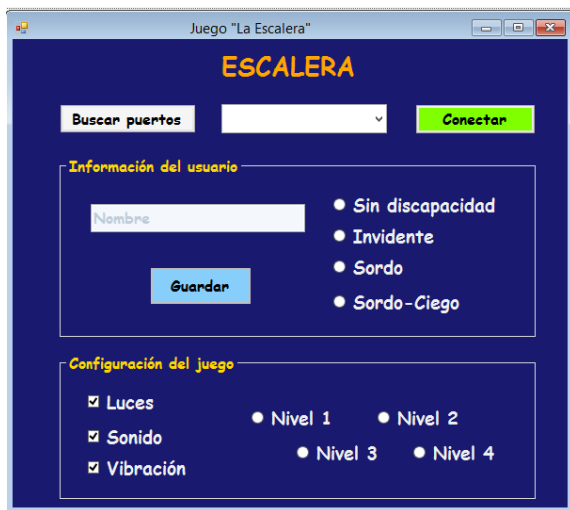 Juego "La Escalera"
ESCALERA
Buscar puertos
Conectar
Información del usuario
Nombre
Sin discapacidad
Invidente
Sordo
Guardar
Sordo-Ciego
Configuración del juego
Luces
Nivel 1 Nivel 2
Sonido
Nivel 3 Nivel 4
Vibración